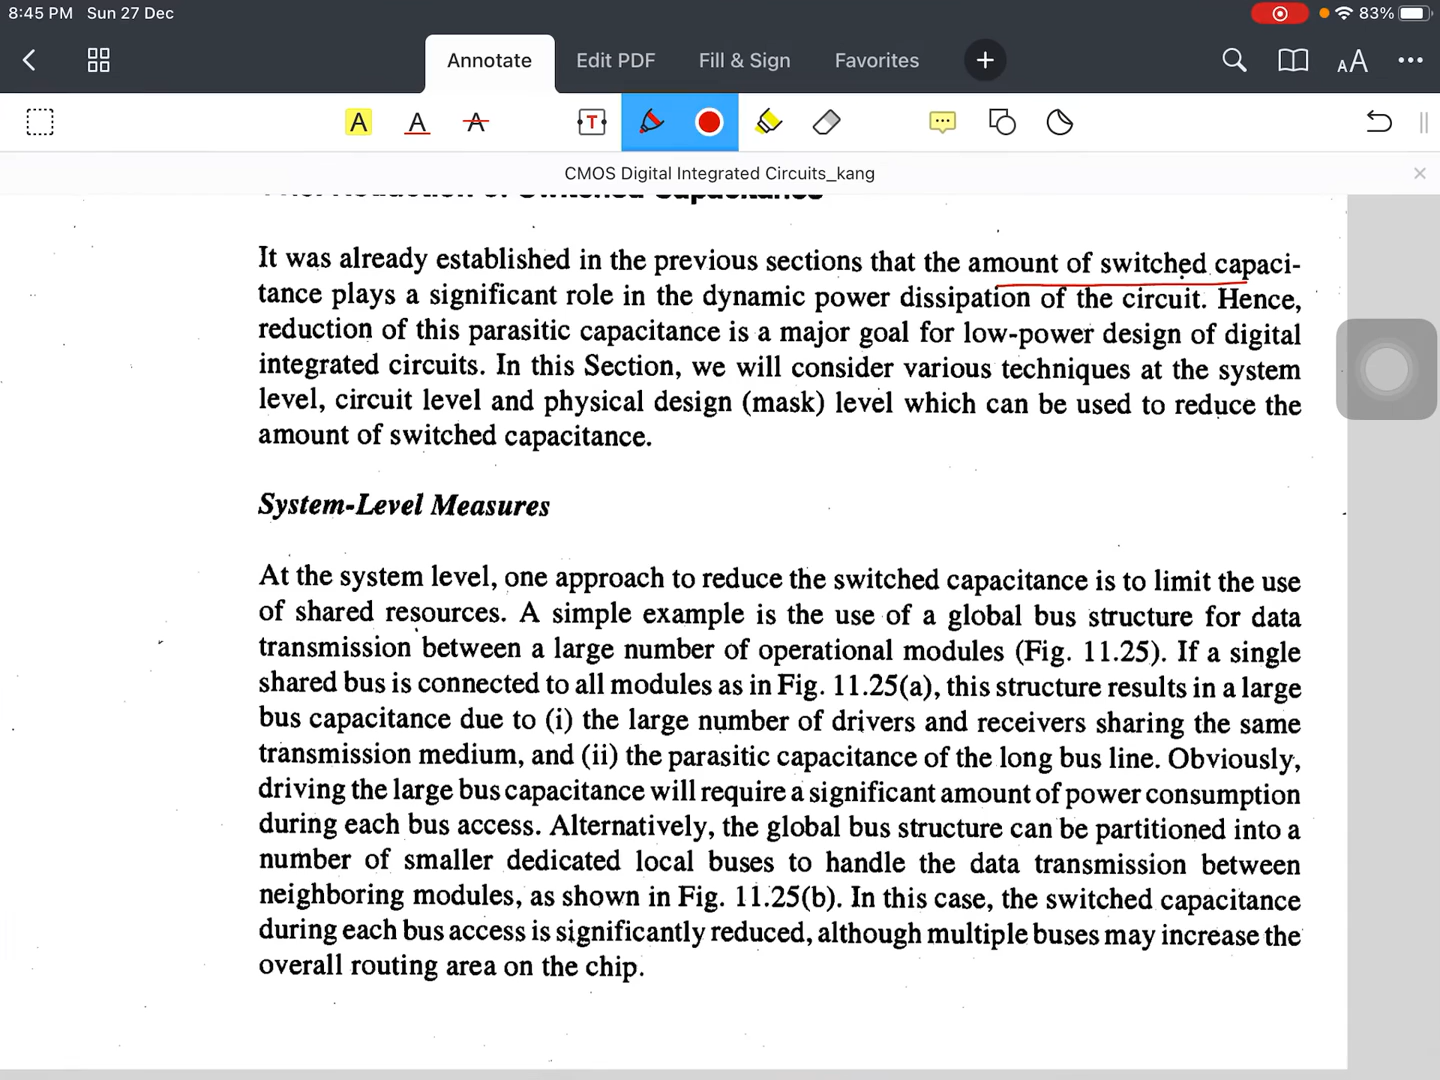 8:45 PM Sun 27 Dec
83%
Annotate
Edit PDF
Fill & Sign
Favorites
CMOS Digital Integrated Circuits_kang
Reduction of Switched Capacitance
It was already established in the previous sections that the amount of switched capaci-
tance plays a significant role in the dynamic power dissipation of the circuit. Hence,
reduction of this parasitic capacitance is a major goal for low-power design of digital
integrated circuits. In this Section, we will consider various techniques at the system
level, circuit level and physical design (mask) level which can be used to reduce the
amount of switched capacitance.
System-Level Measures
At the system level, one approach to reduce the switched capacitance is to limit the use
of shared resources. A simple example is the use of a global bus structure for data
transmission between a large number of operational modules (Fig. 11.25). If a single
shared bus is connected to all modules as in Fig. 11.25(a), this structure results in a large
bus capacitance due to (i) the large number of drivers and receivers sharing the same
transmission medium, and (ii) the parasitic capacitance of the long bus line. Obviously,
driving the large bus capacitance will require a significant amount of power consumption
during each bus access. Alternatively, the global bus structure can be partitioned into a
number of smaller dedicated local buses to handle the data transmission between
neighboring modules, as shown in Fig. 11.25(b). In this case, the switched capacitance
during each bus access is significantly reduced, although multiple buses may increase the
overall routing area on the chip.